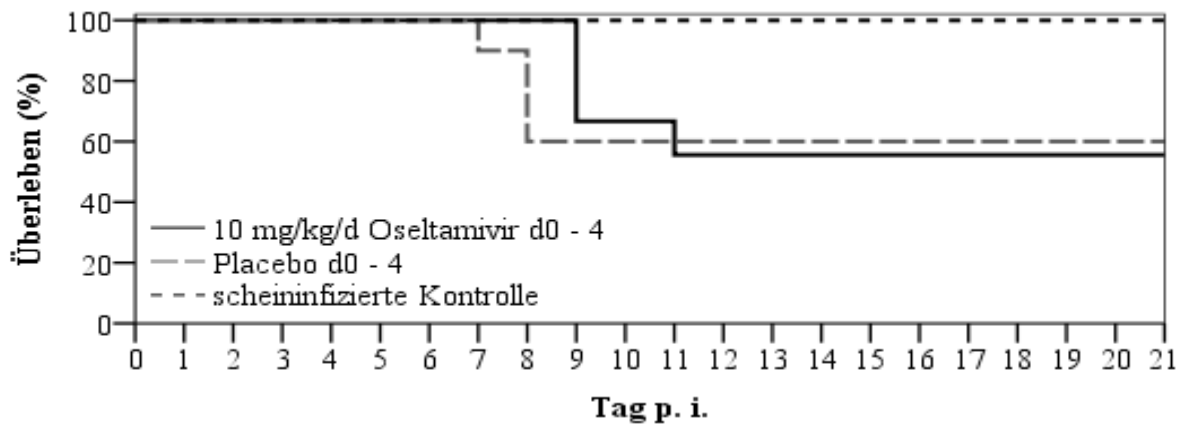 100
80
60
40
20
0
Überleben (%)
10 mg/kg/d Oseltamivir d0 - 4
Placebo d0 - 4
scheininfizierte Kontrolle
0 1 2 3 4 5 6 7 8 9 10 11 12 13 14 15 16 17 18 19 20 21
Tag p. i.